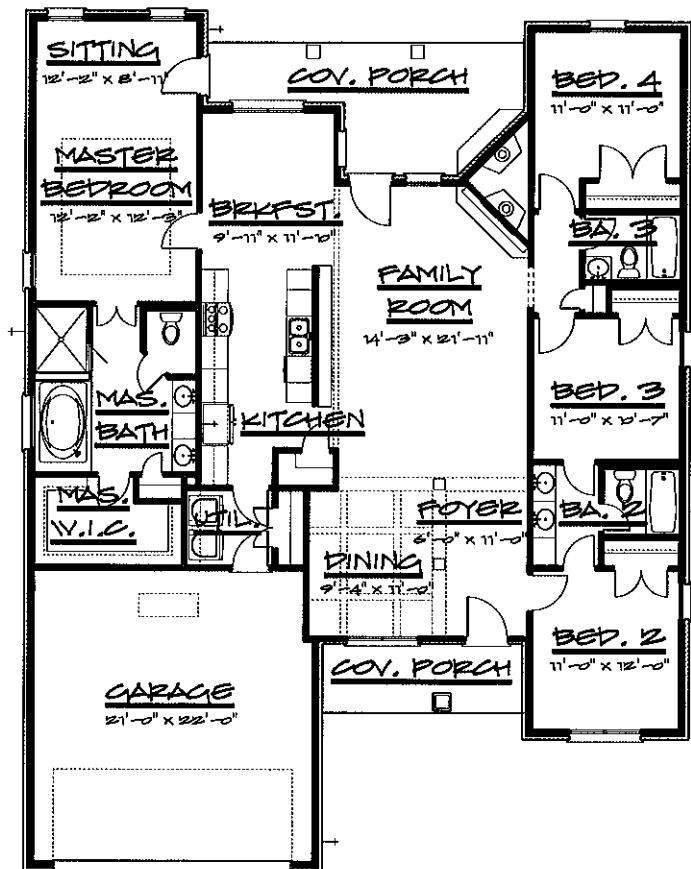 SITTING
12'-2" X 8'-11"
COV. PORCH
BED. 4
11'-0" X 11'-0"
MASTER
BEDROOM
12'-2" X 12'-3"
BRKFST.
9'-11" X 11'-10"
BA. 3
FAMILY
ROOM
14'-3" X 21'-11"
BED. 3
11'-0" X 10'-7"
MAS.
BATH
KITCHEN
MAS.
W.I.C.
UTIL.
FOYER
6'-0" X 11'-0"
BA. 2
DINING
9'-4" X 11'-0"
BED. 2
11'-0" X 12'-0"
COV. PORCH
GARAGE
21'-0" X 22'-0"